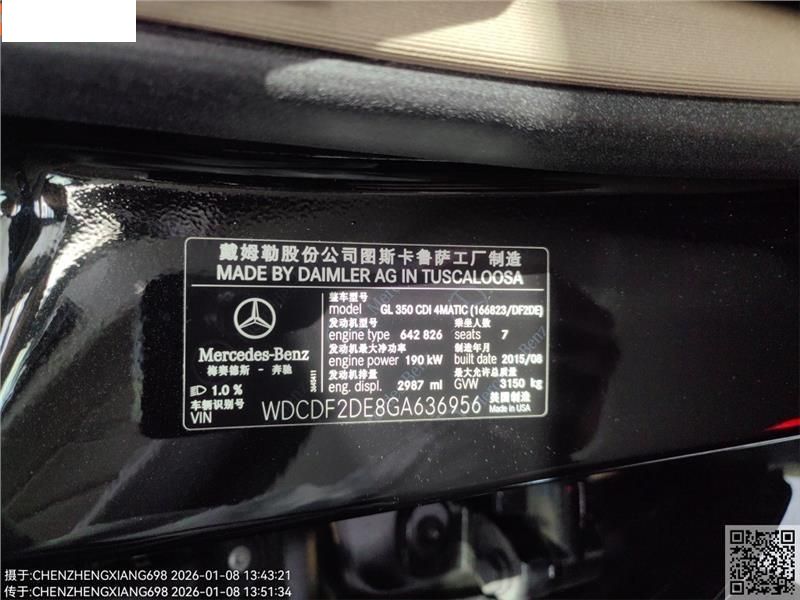 戴姆勒股份公司图斯卡鲁萨工厂制造
MADE BY DAIMLER AG IN TUSCALOOSA
Mercedes-Benz
梅赛德斯 - 奔驰
1.0 %
整车型号
model GL 350 CDI 4MATIC (166823/DF2DE)
发动机型号 乘坐人数
engine type 642 826 seats 7
发动机最大净功率 制造年月
engine power 190 kW built date 2015/08
发动机排量 最大允许总质量
eng. displ. 2987 ml GVW 3150 kg
车辆识别号 美国制造
VIN WDCDF2DE8GA636956 Made in USA
摄于:CHENZHENGXIANG698 2026-01-08 13:43:21
传于:CHENZHENGXIANG698 2026-01-08 13:51:34